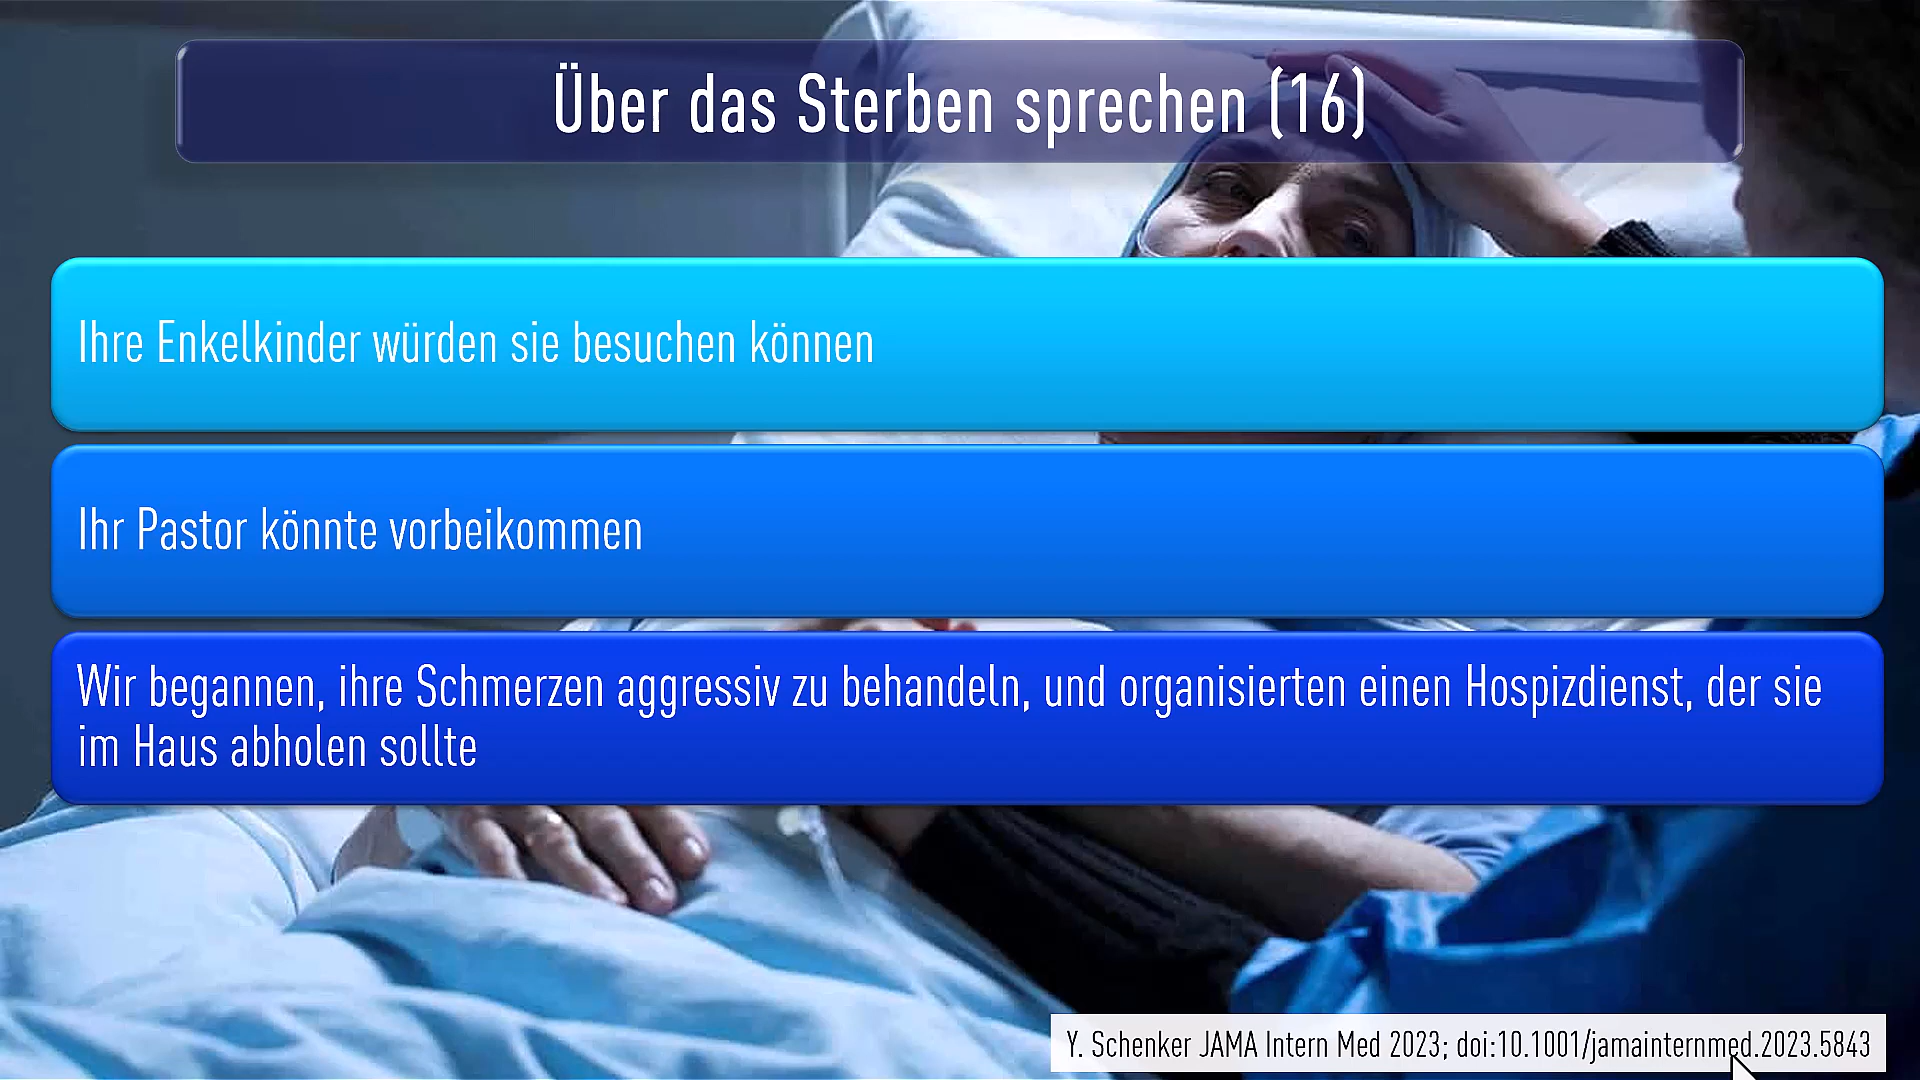 Über das Sterben sprechen (16)
Ihre Enkelkinder würden sie besuchen können
Ihr Pastor könnte vorbeikommen
Wir begannen, ihre Schmerzen aggressiv zu behandeln, und organisierten einen Hospizdienst, der sie
im Haus abholen sollte
Y. Schenker JAMA Intern Med 2023; doi:10.1001/jamainternmed.2023.5843